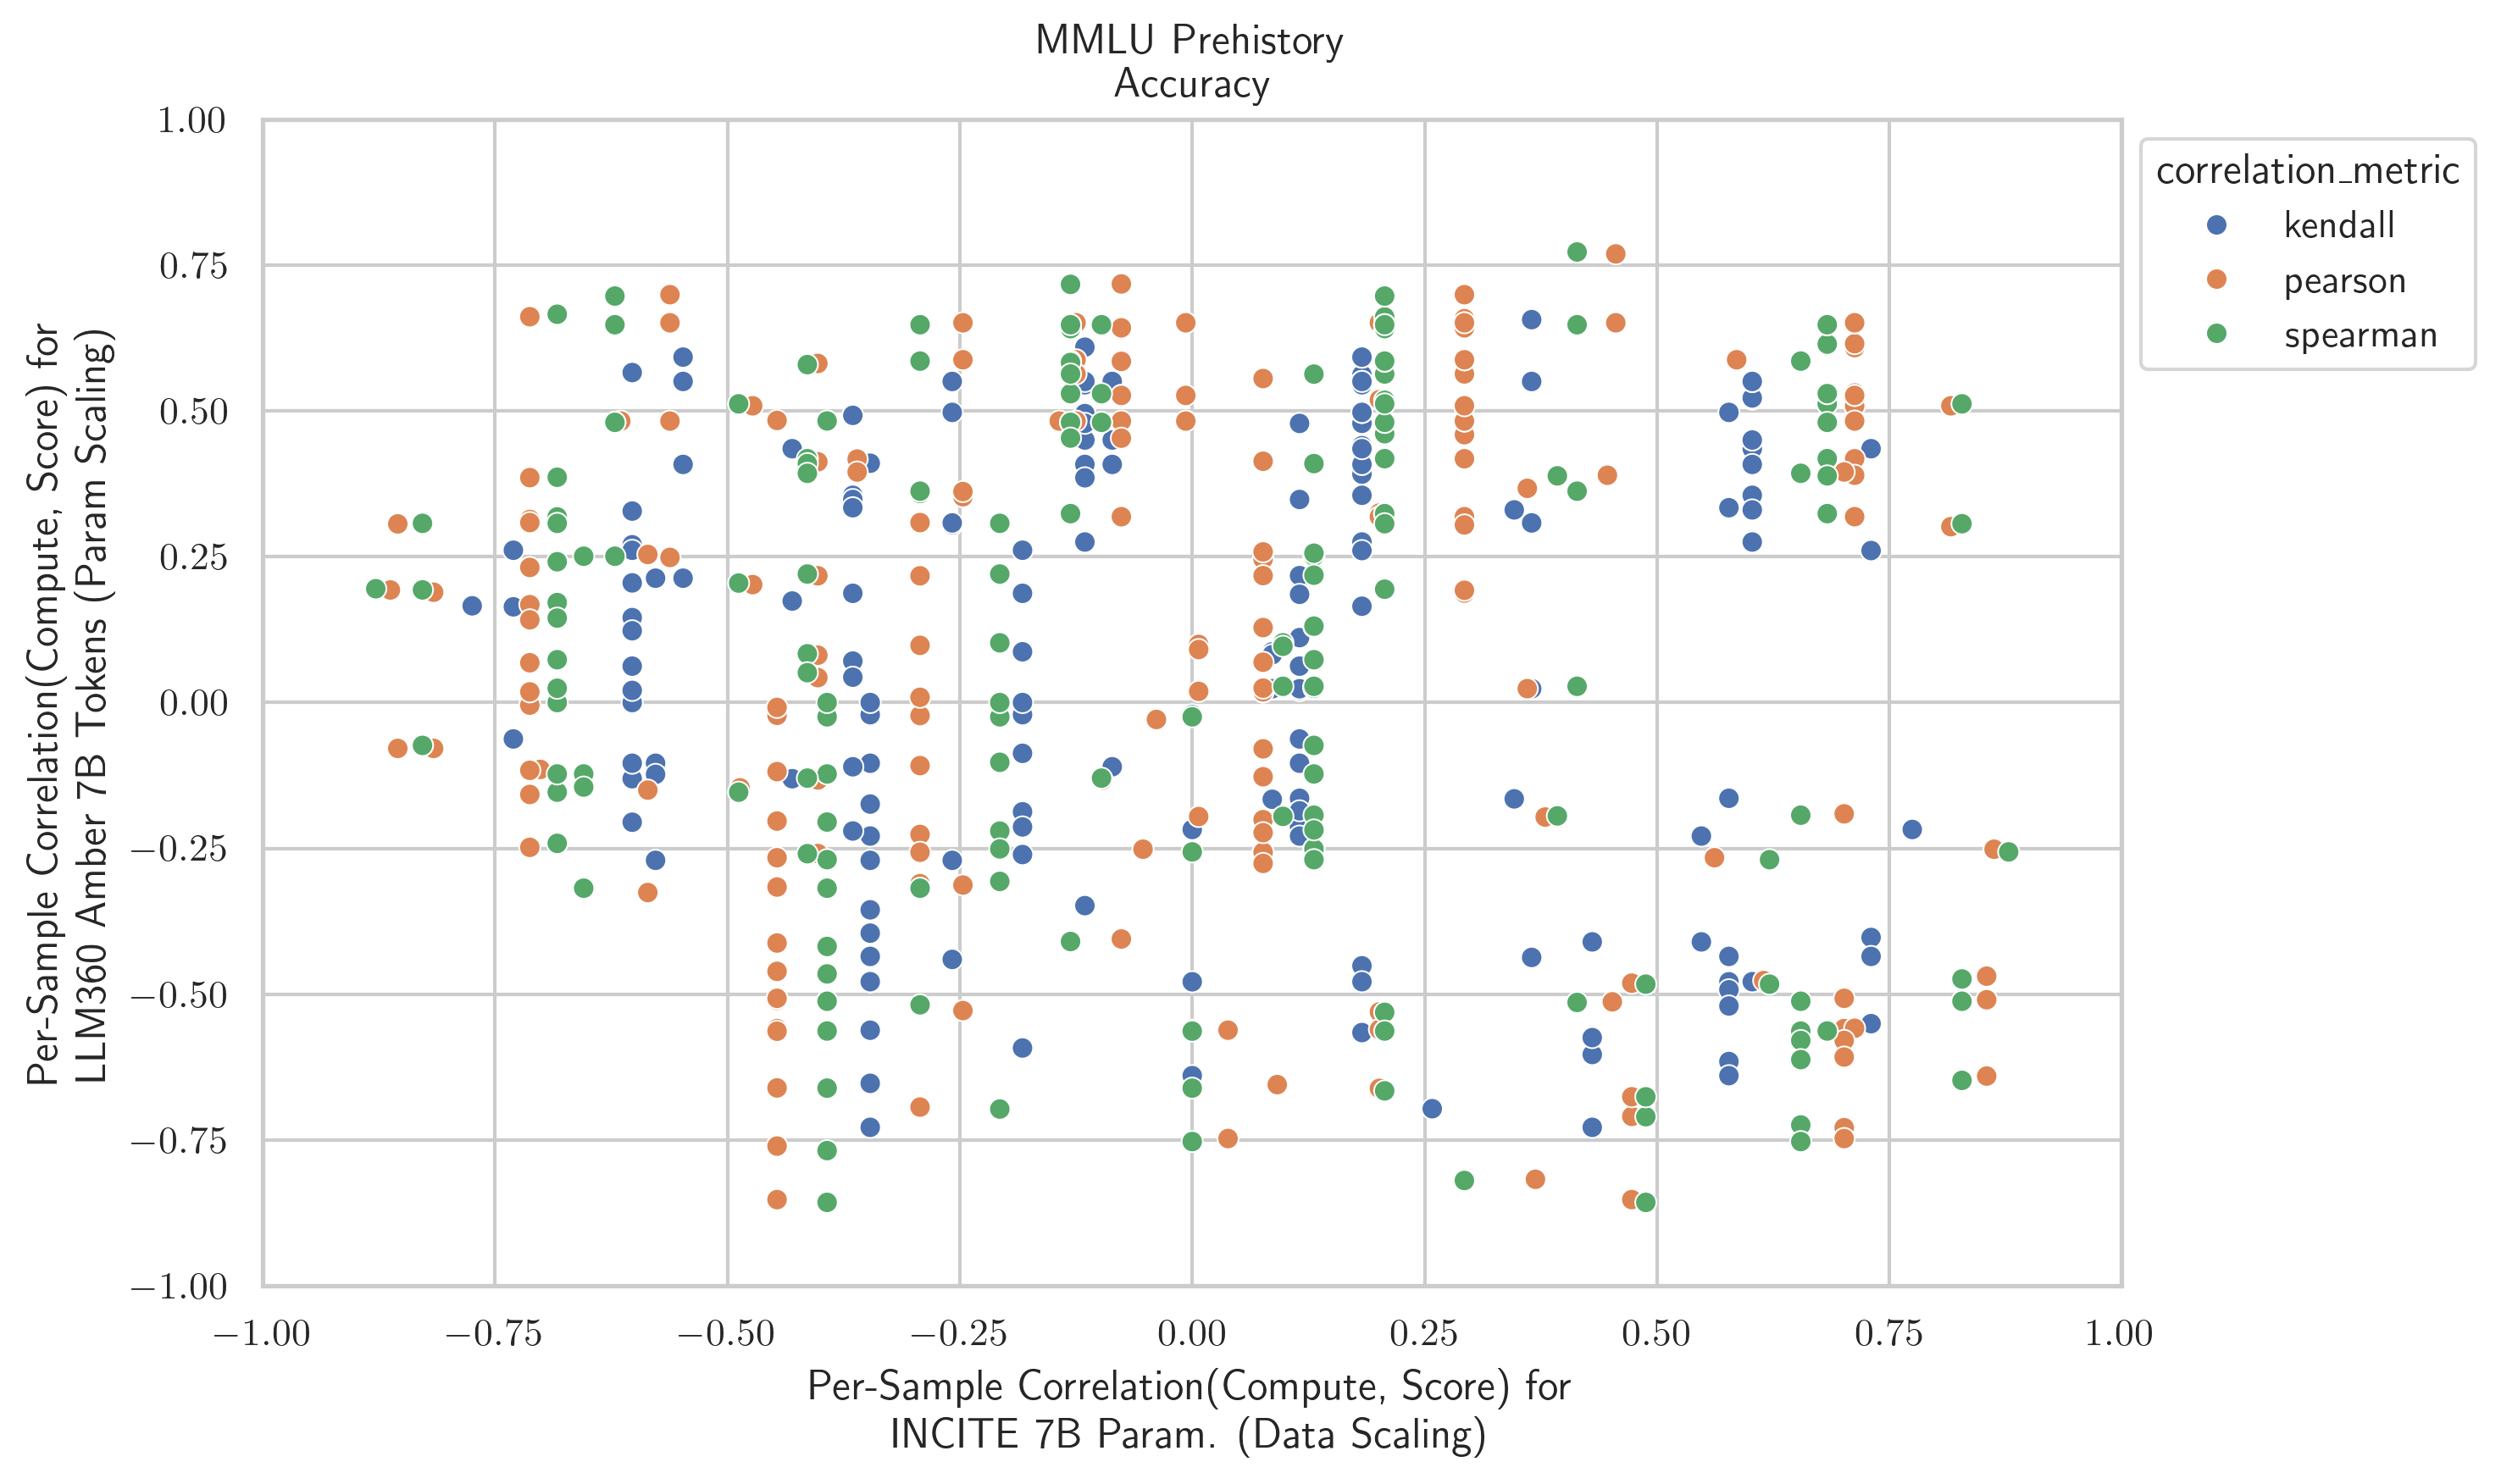 MMLU Prehistory
Accuracy
Per-Sample Correlation(Compute, Score) for
LLM360 Amber 7B Tokens (Param Scaling)
1.00
0.75
0.50
0.25
0.00
−0.25
−0.50
−0.75
−1.00
−1.00 −0.75 −0.50 −0.25 0.00 0.25 0.50 0.75 1.00
Per-Sample Correlation(Compute, Score) for
INCITE 7B Param. (Data Scaling)
correlation_metric
kendall
pearson
spearman